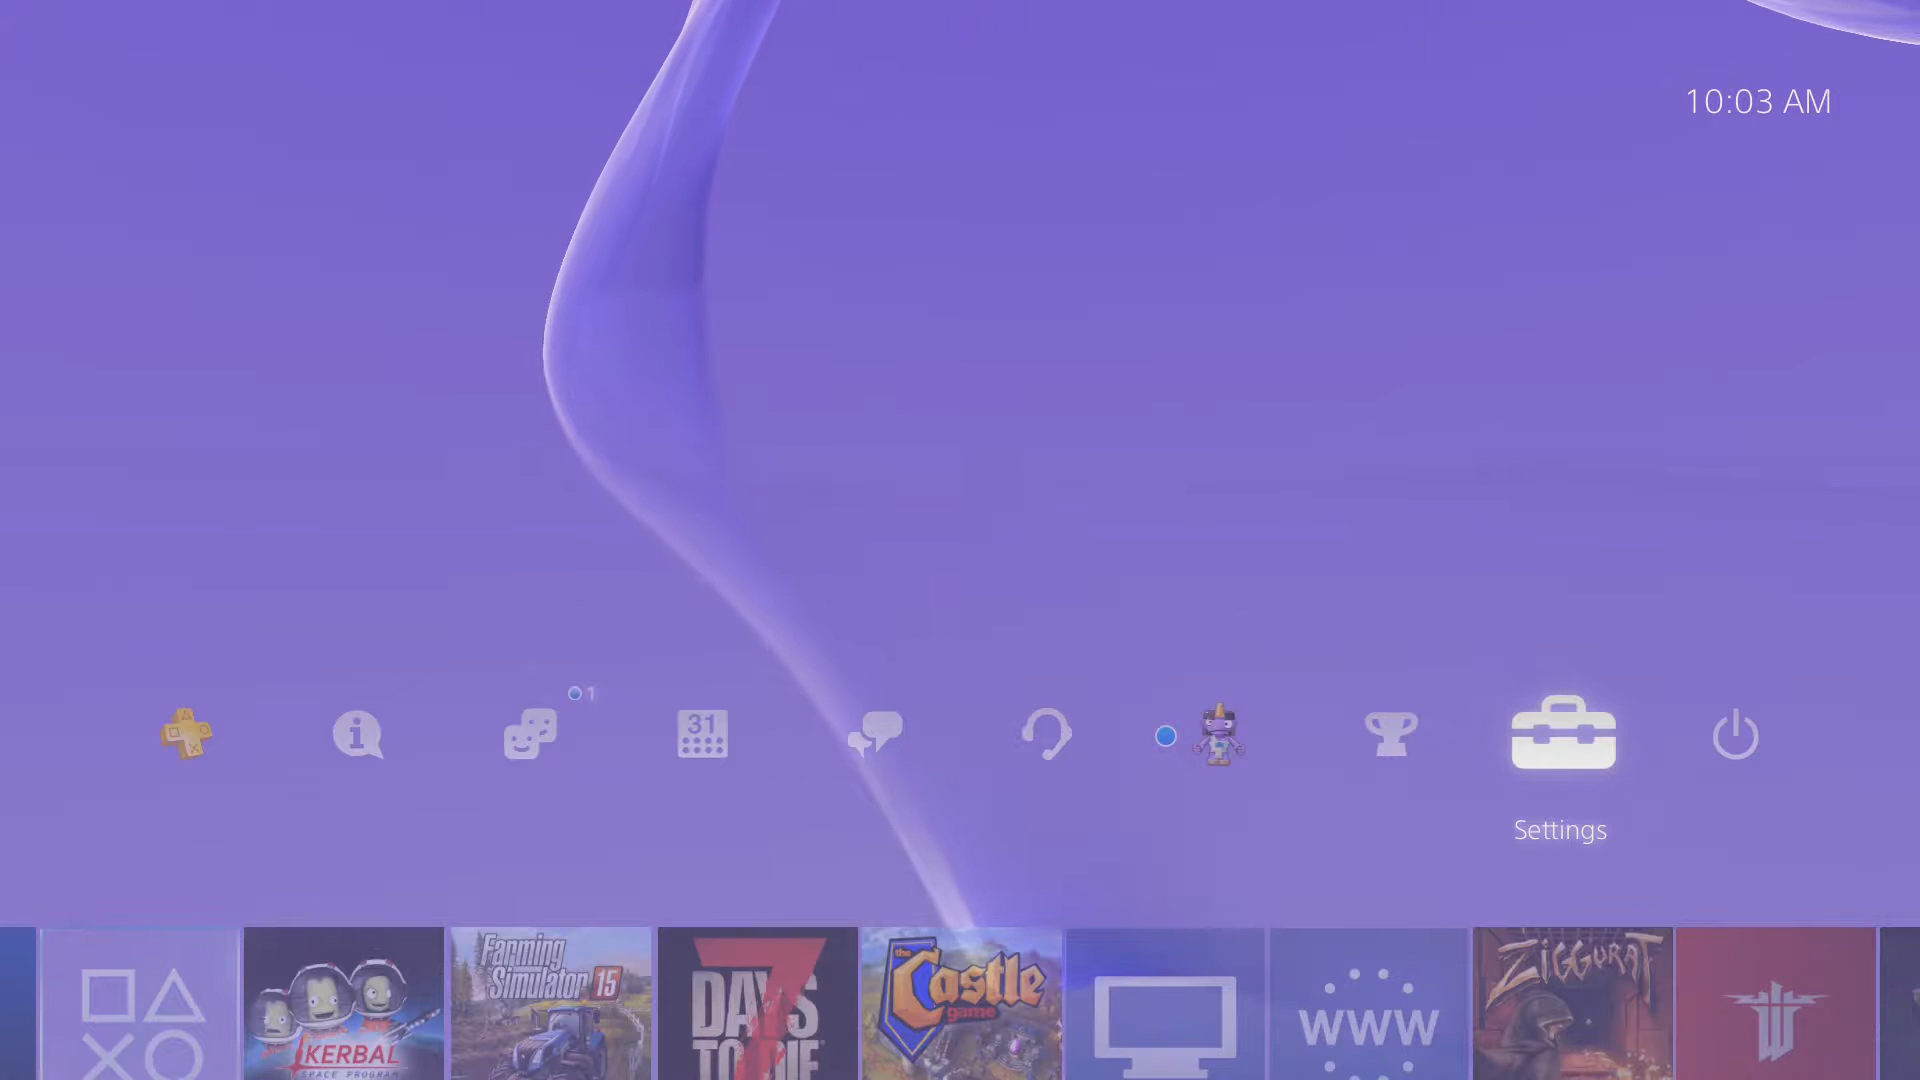 10:03 AM
1
31
Settings
Farming
Simulator 15
the
Castle
game
ZIGGURAT
DAYS
7
TO DIE
WWW
KERBAL
SPACE PROGRAM